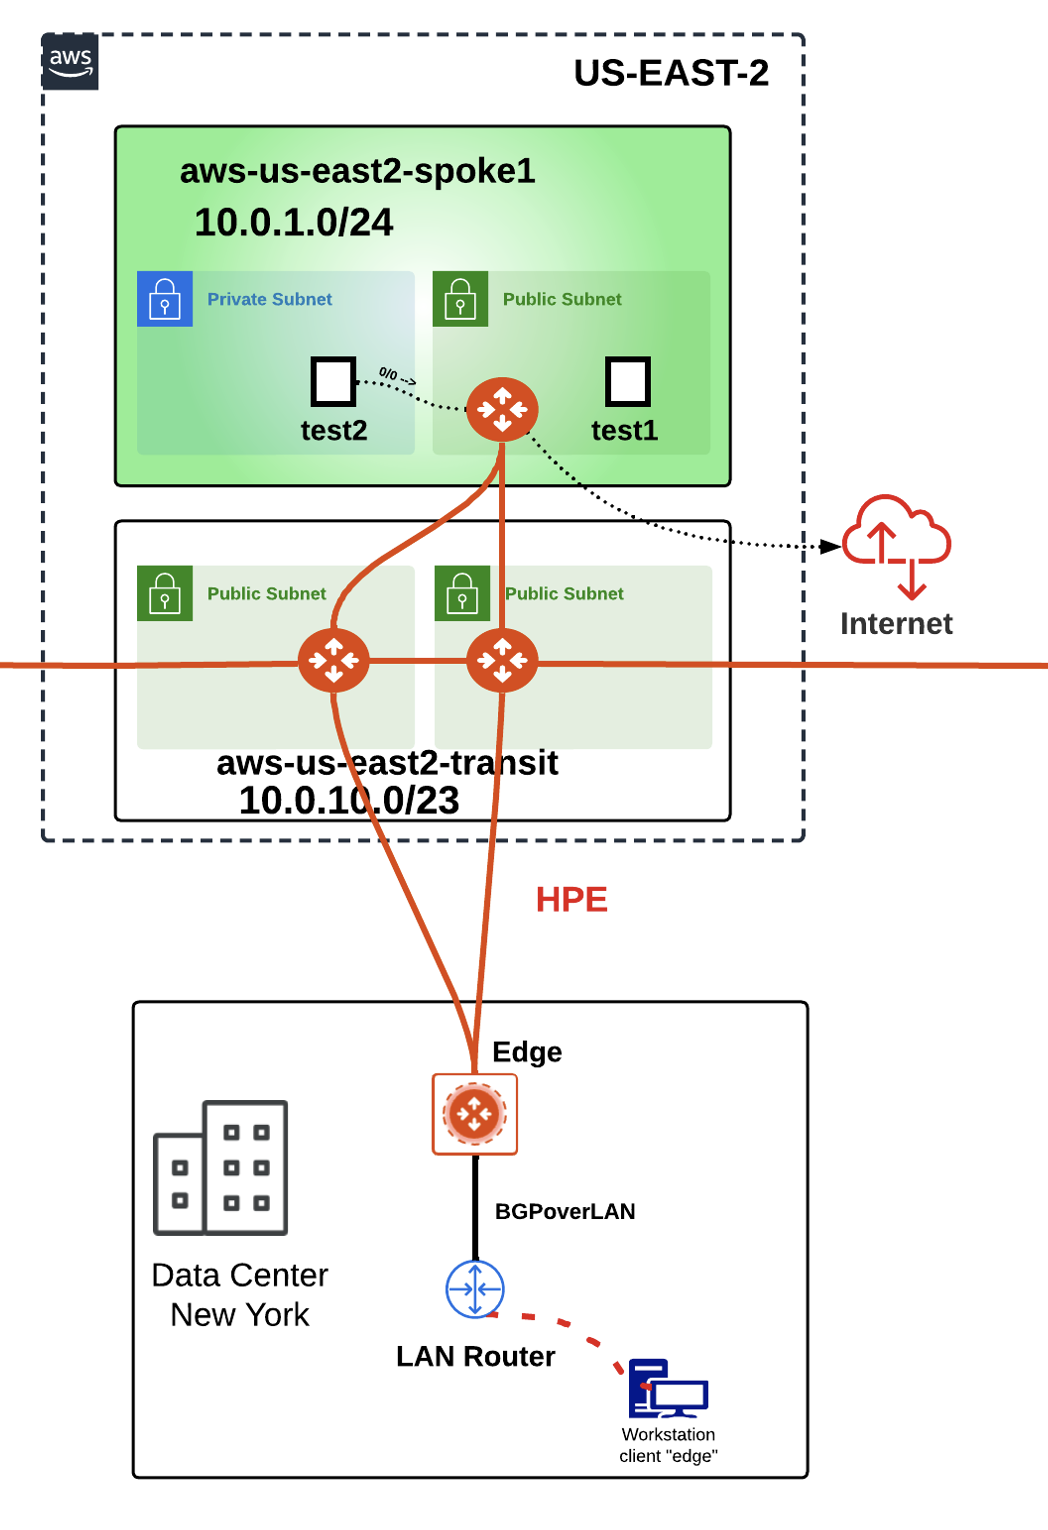 aws
US-EAST-2
aws-us-east2-spoke1
10.0.1.0/24
Private Subnet
Public Subnet
0/0 -->
test2
test1
Public Subnet
Public Subnet
Internet
aws-us-east2-transit
10.0.10.0/23
HPE
Edge
BGPoverLAN
Data Center
New York
LAN Router
Workstation
client "edge"